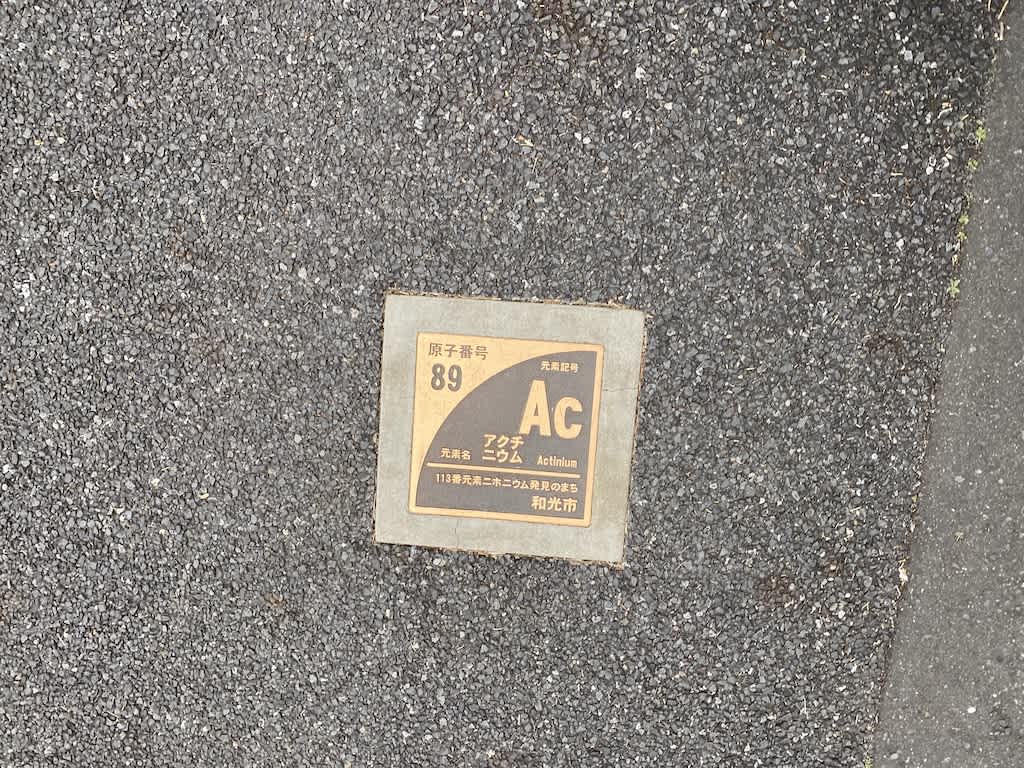 原子番号
89
元素記号
Ac
元素名
アクチ
ニウム
Actinium
113番元素ニホニウム発見のまち
和光市